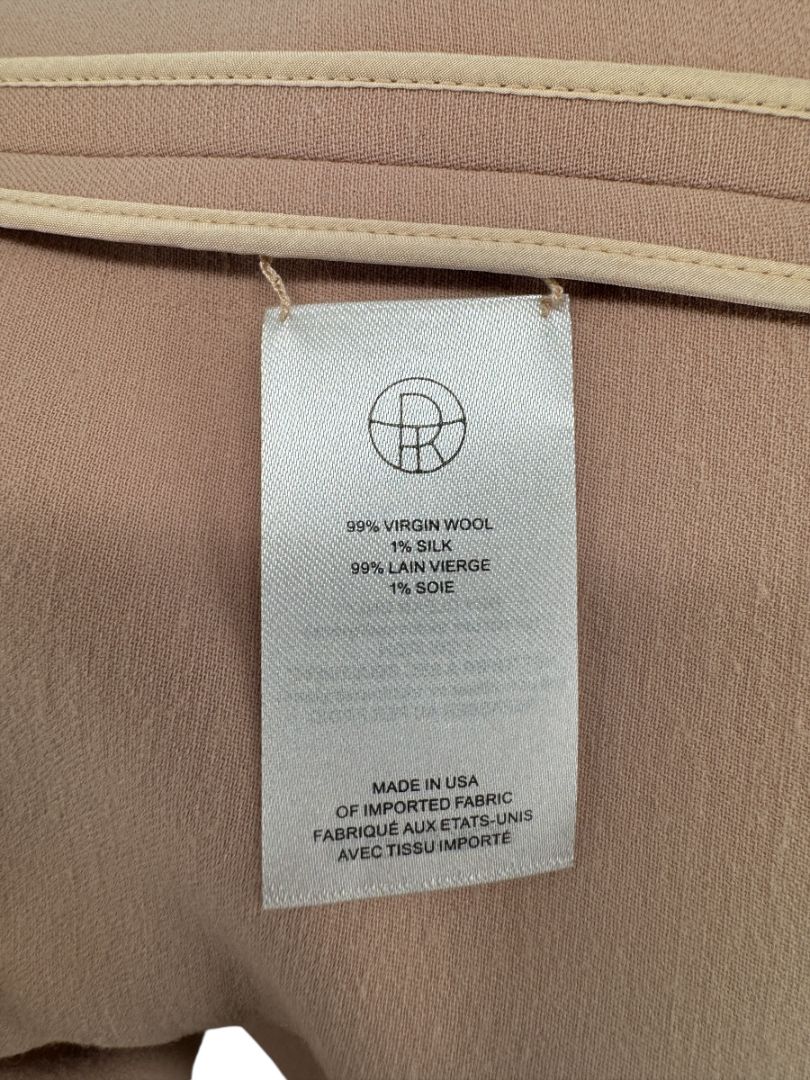 99% VIRGIN WOOL
1% SILK
99% LAIN VIERGE
1% SOIE
MADE IN USA
OF IMPORTED FABRIC
FABRIQUÉ AUX ETATS-UNIS
AVEC TISSU IMPORTÉ